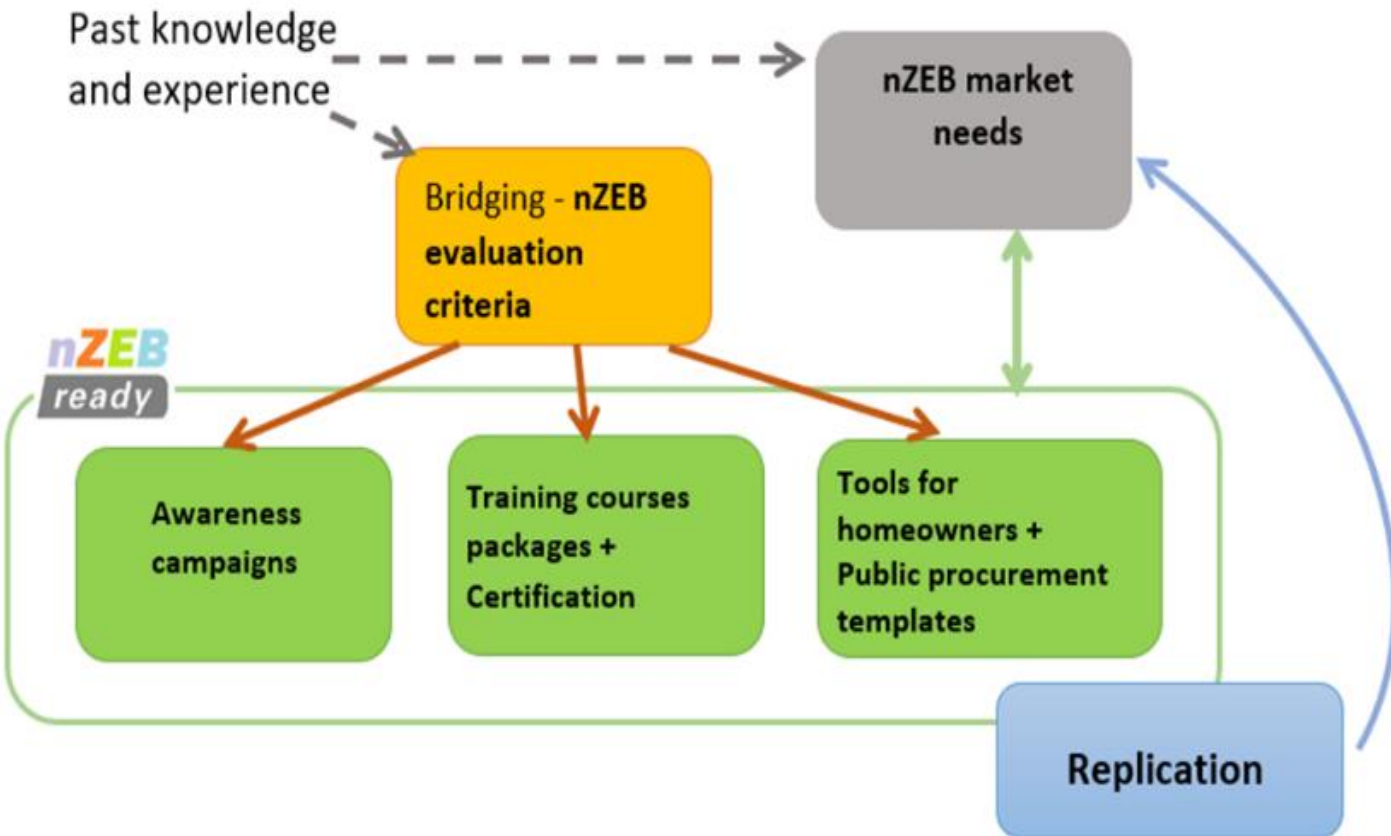 Past knowledge
and experience
nZEB market
needs
Bridging - nZEB
evaluation
criteria
nZEB
ready
Awareness
campaigns
Training courses
packages +
Certification
Tools for
homeowners +
Public procurement
templates
Replication